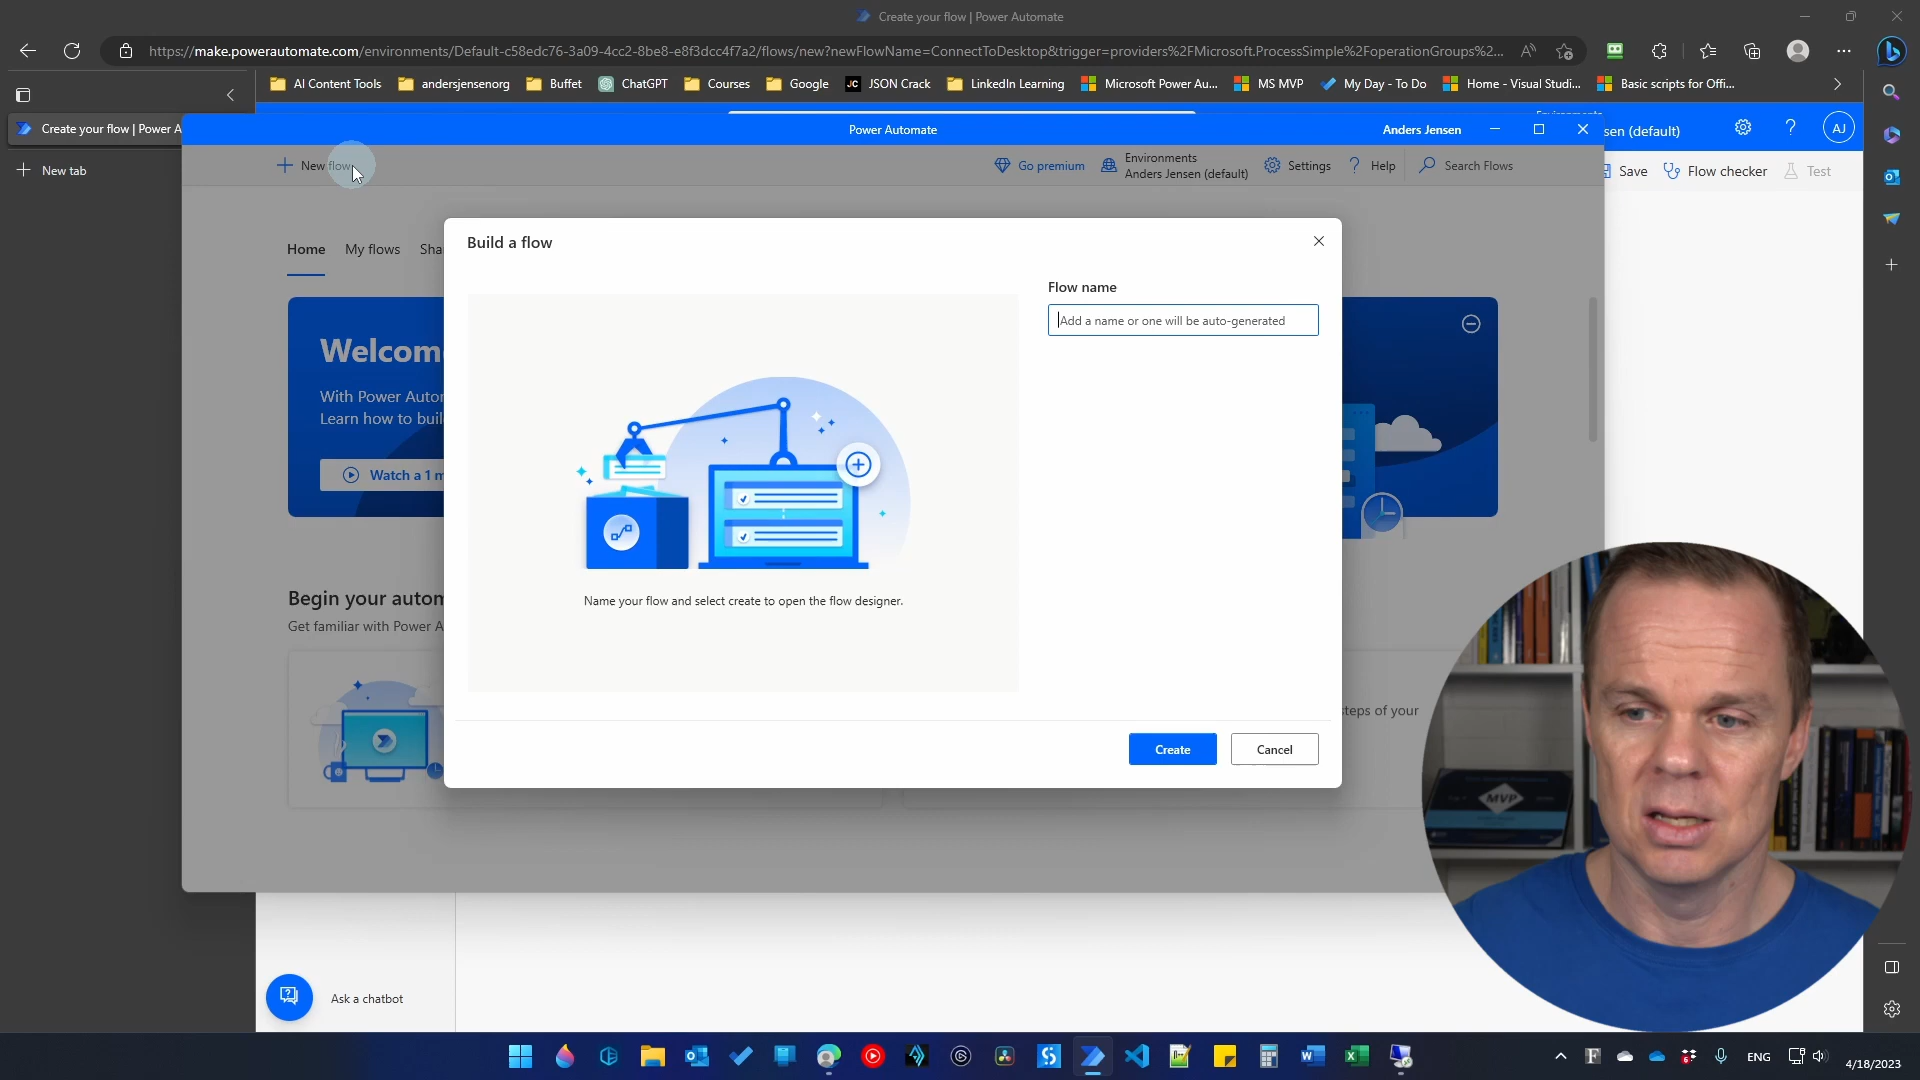 Create your flow | Power Automate
https://make.powerautomate.com/environments/Default-c58edc76-3a09-4cc2-8be8-e8f3dcc4f7a2/flows/new?newFlowName=ConnectToDesktop&trigger=providers%2FMicrosoft.ProcessSimple%2FoperationGroups%2...
AI Content Tools
andersjensenorg
Buffet
ChatGPT
Courses
Google
JC
JSON Crack
LinkedIn Learning
Microsoft Power Au...
MS MVP
My Day - To Do
Home - Visual Studi...
Basic scripts for Offi...
Create your flow | Power A
New tab
Power Automate
Anders Jensen
sen (default)
AJ
New flow
Go premium
Environments
Anders Jensen (default)
Settings
Help
Search Flows
Save
Flow checker
Test
Build a flow
Home
My flows
Sha
Flow name
Add a name or one will be auto-generated
Welcom
With Power Autor
Learn how to buil
Watch a 1 m
Name your flow and select create to open the flow designer.
Begin your autom
Get familiar with Power A
steps of your
Create
Cancel
MVP
Ask a chatbot
ENG
4/18/2023